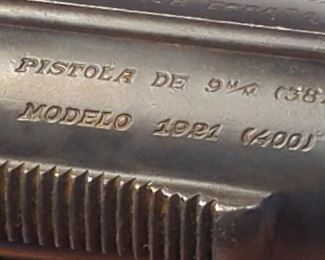 PISTOLA DE 9 m/m (38
MODELO 1921 (400)